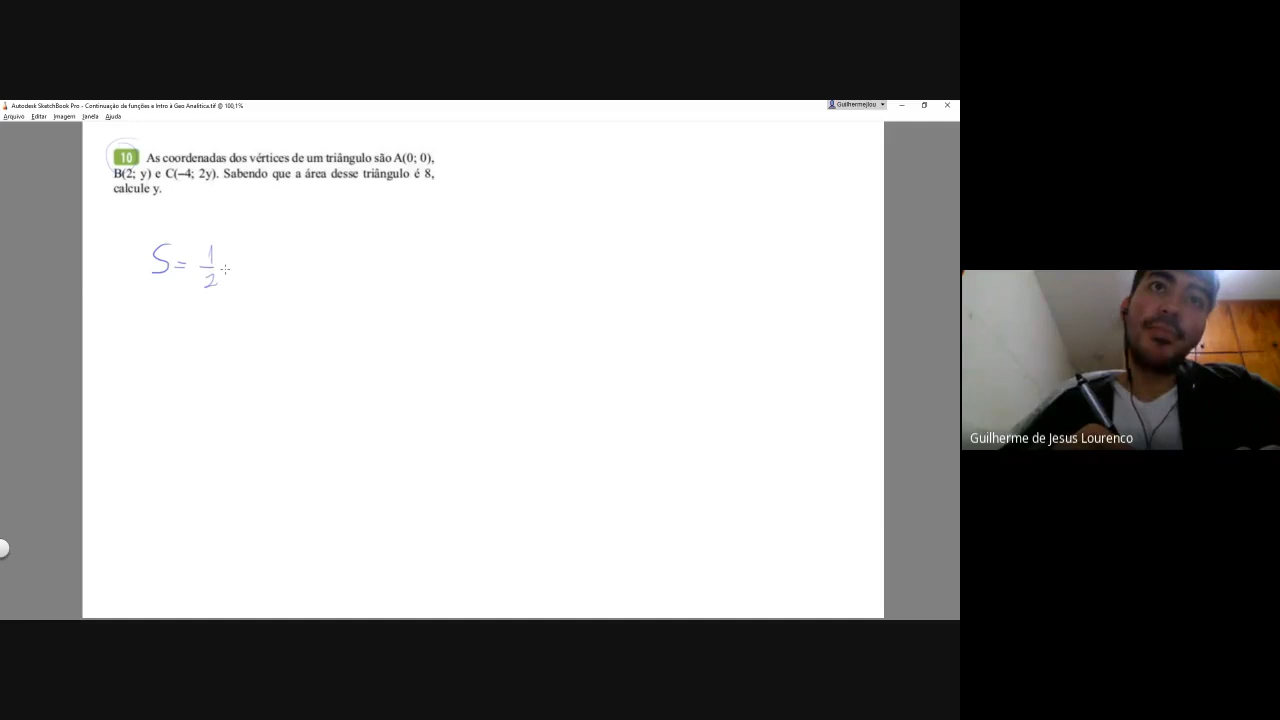 Autodesk SketchBook Pro - Continuação de funções e Intro à Geo Analitica.tif @ 100,1%
Guilhermejlou
Arquivo Editar Imagem Janela Ajuda
10 As coordenadas dos vértices de um triângulo são A(0; 0),
B(2; y) e C(–4; 2y). Sabendo que a área desse triângulo é 8,
calcule y.
S = 1/2
Guilherme de Jesus Lourenco